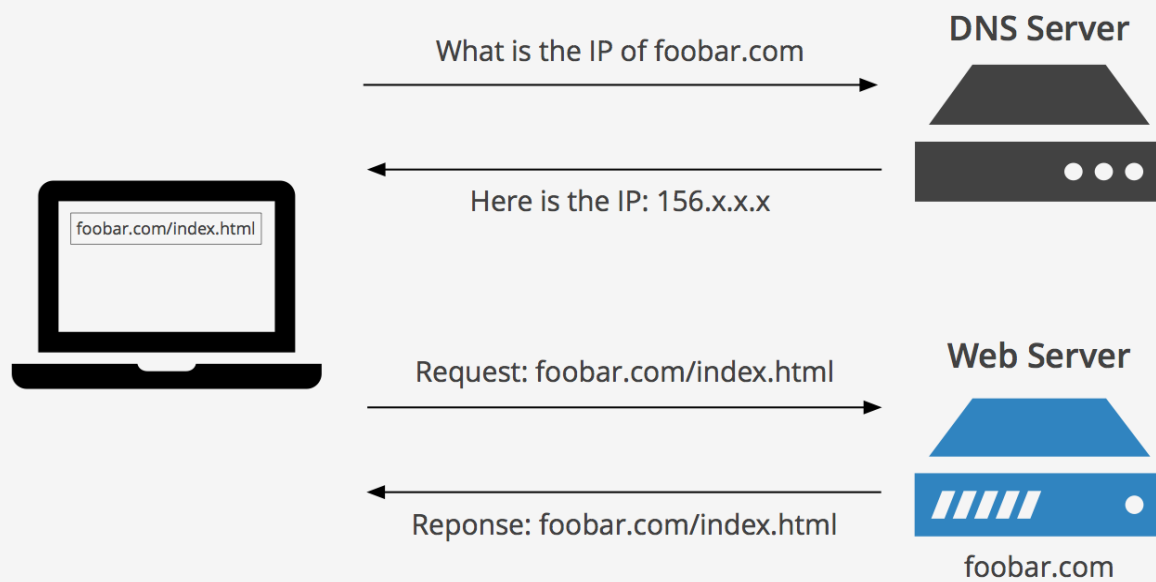 DNS Server
What is the IP of foobar.com
Here is the IP: 156.x.x.x
foobar.com/index.html
Web Server
Request: foobar.com/index.html
Reponse: foobar.com/index.html
foobar.com